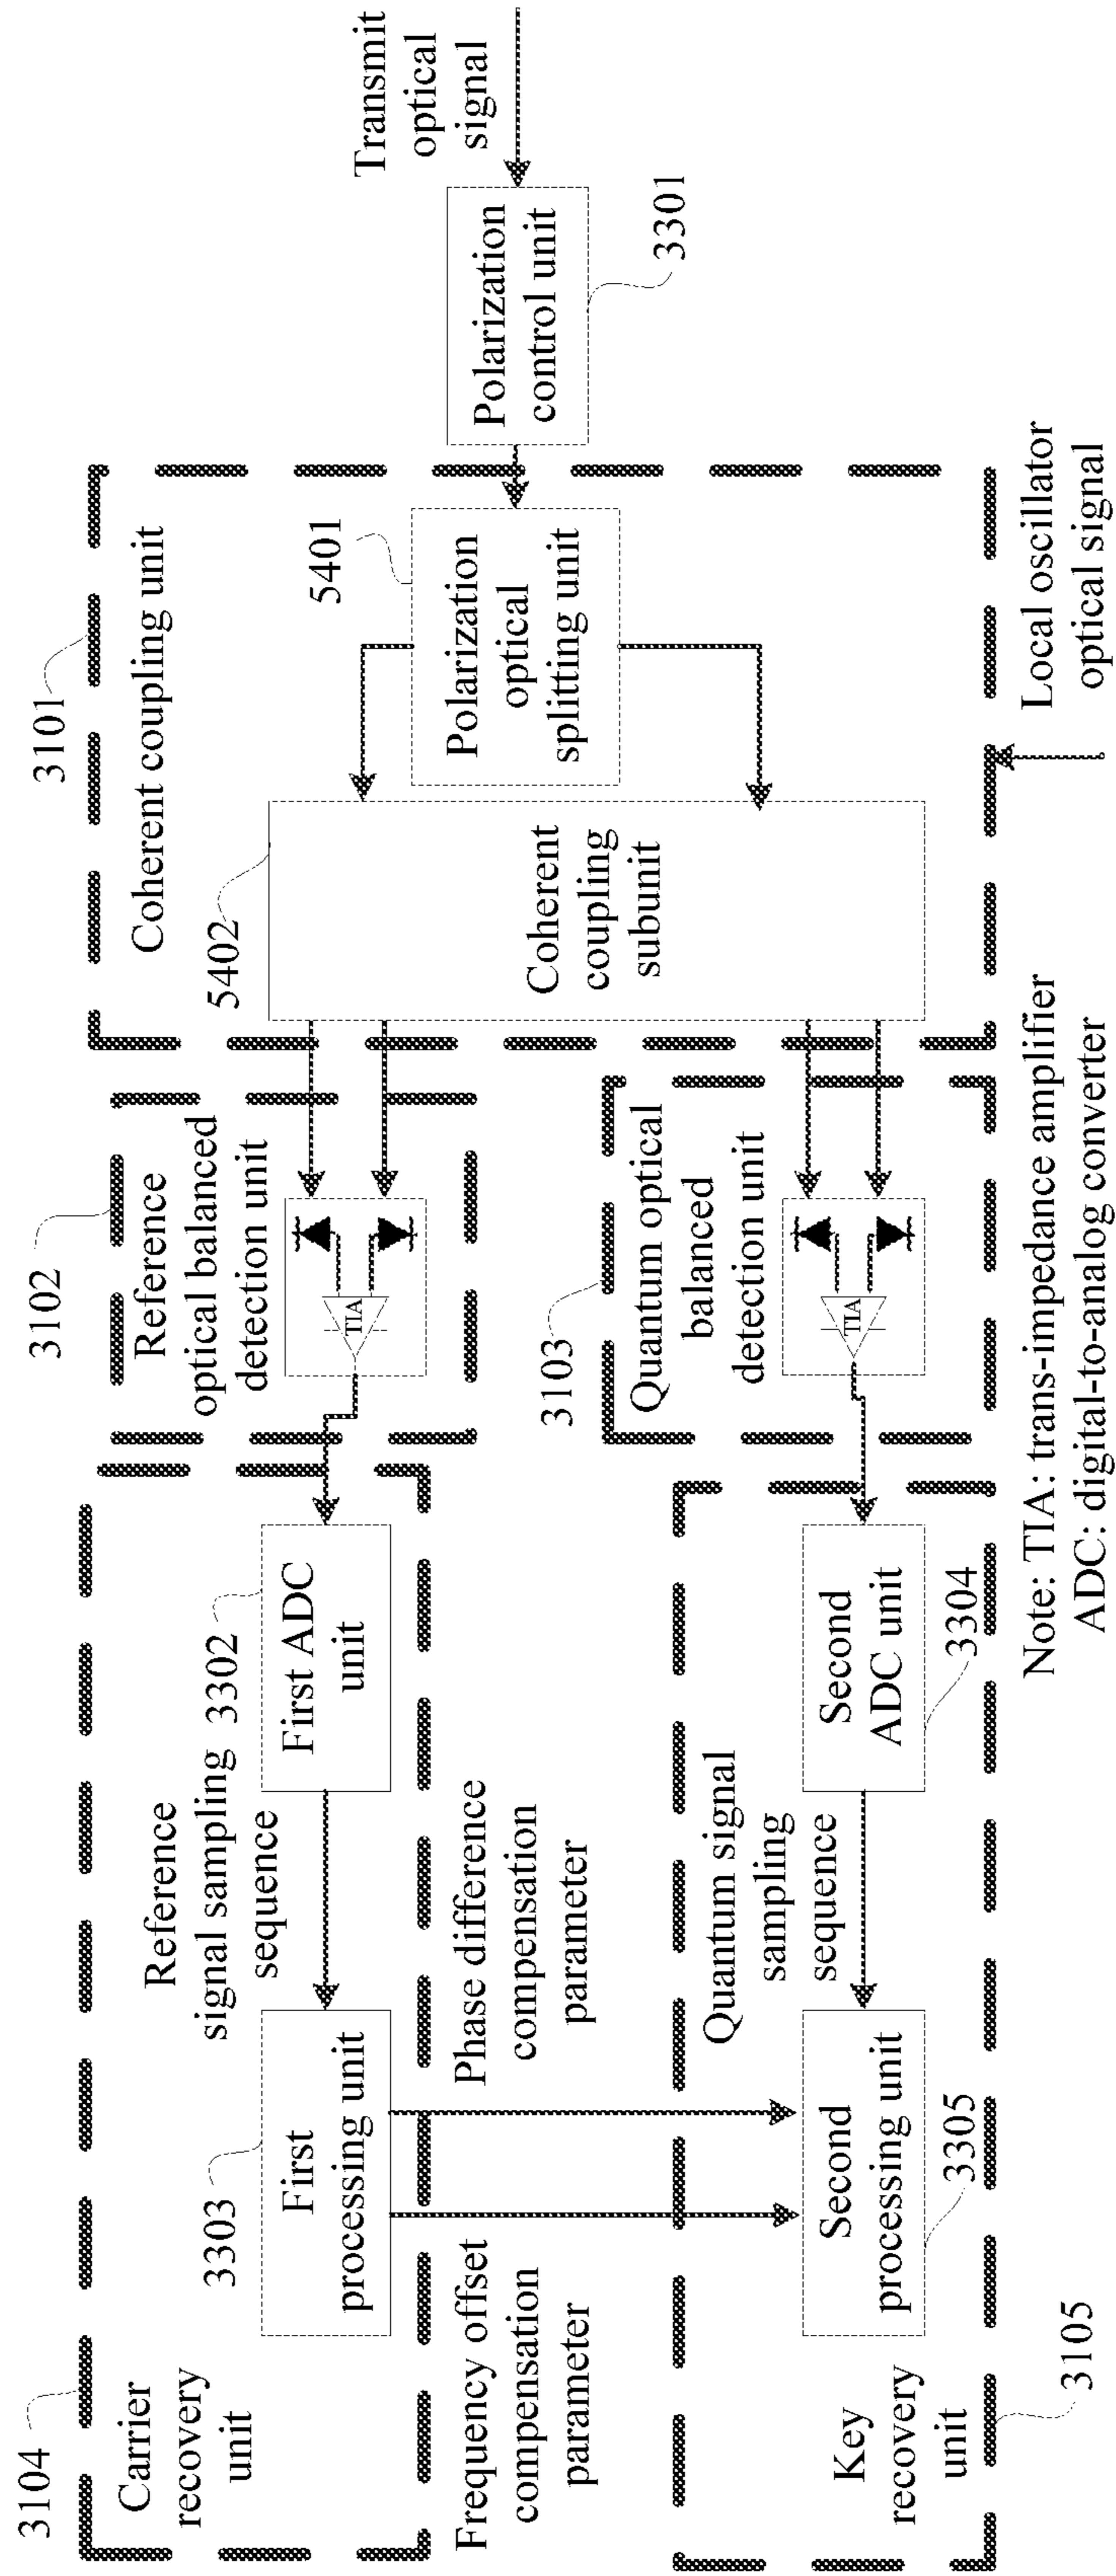 3104
Carrier
recovery
unit
3303
First
processing unit
Reference
signal sampling
sequence
3302
First ADC
unit
3102
Reference
optical balanced
detection unit
TIA
3101
Coherent coupling unit
5402
Coherent
coupling
subunit
5401
Polarization
optical
splitting unit
Polarization
control unit
3301
Transmit
optical
signal
Frequency offset
compensation
parameter
Phase difference
compensation
parameter
Key
recovery
unit
3105
Second
processing unit
3305
Quantum signal
sampling
sequence
Second
ADC unit
3304
3103
Quantum optical
balanced
detection unit
TIA
Local oscillator
optical signal
Note: TIA: trans-impedance amplifier
ADC: digital-to-analog converter